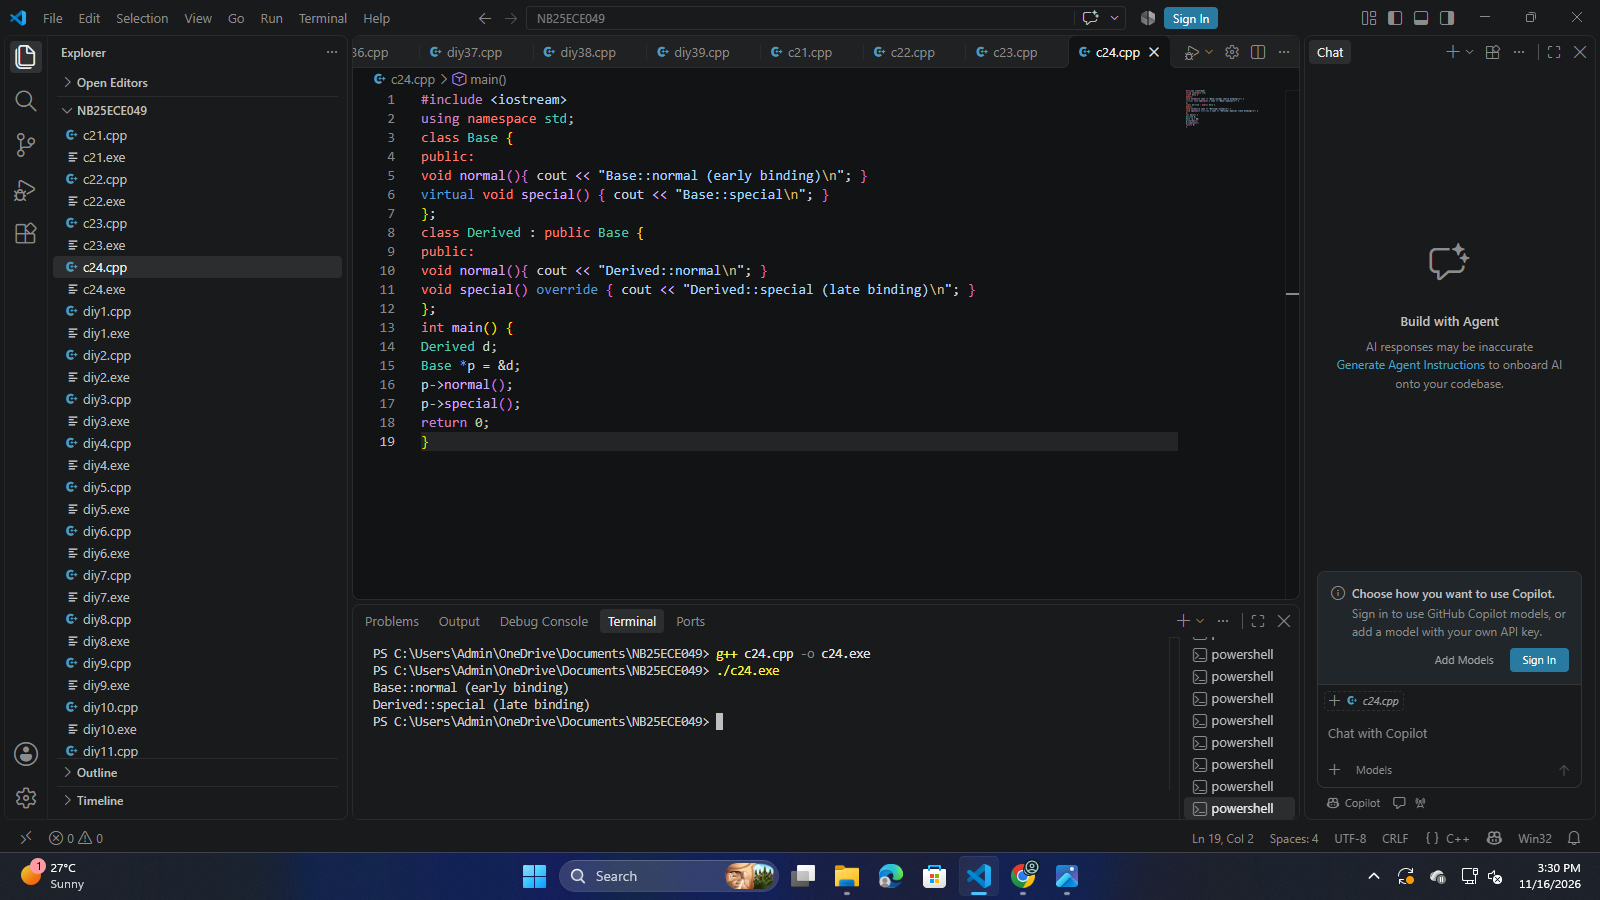 File Edit Selection View Go Run Terminal Help
NB25ECE049
Sign In
Explorer
Open Editors
NB25ECE049
c21.cpp
c21.exe
c22.cpp
c22.exe
c23.cpp
c23.exe
c24.cpp
c24.exe
diy1.cpp
diy1.exe
diy2.cpp
diy2.exe
diy3.cpp
diy3.exe
diy4.cpp
diy4.exe
diy5.cpp
diy5.exe
diy6.cpp
diy6.exe
diy7.cpp
diy7.exe
diy8.cpp
diy8.exe
diy9.cpp
diy9.exe
diy10.cpp
diy10.exe
diy11.cpp
Outline
Timeline
36.cpp diy37.cpp diy38.cpp diy39.cpp c21.cpp c22.cpp c23.cpp c24.cpp
c24.cpp > main()
1 #include <iostream>
2 using namespace std;
3 class Base {
4 public:
5 void normal(){ cout << "Base::normal (early binding)\n"; }
6 virtual void special() { cout << "Base::special\n"; }
7 };
8 class Derived : public Base {
9 public:
10 void normal(){ cout << "Derived::normal\n"; }
11 void special() override { cout << "Derived::special (late binding)\n"; }
12 };
13 int main() {
14 Derived d;
15 Base *p = &d;
16 p->normal();
17 p->special();
18 return 0;
19 }
Problems Output Debug Console Terminal Ports
PS C:\Users\Admin\OneDrive\Documents\NB25ECE049> g++ c24.cpp -o c24.exe
PS C:\Users\Admin\OneDrive\Documents\NB25ECE049> ./c24.exe
Base::normal (early binding)
Derived::special (late binding)
PS C:\Users\Admin\OneDrive\Documents\NB25ECE049>
powershell
powershell
powershell
powershell
powershell
powershell
powershell
powershell
Chat
Build with Agent
AI responses may be inaccurate
Generate Agent Instructions to onboard AI
onto your codebase.
Choose how you want to use Copilot.
Sign in to use GitHub Copilot models, or
add a model with your own API key.
Add Models Sign In
c24.cpp
Chat with Copilot
Models
Copilot
0 0
Ln 19, Col 2 Spaces: 4 UTF-8 CRLF { } C++ Win32
1
27°C
Sunny
Search
3:30 PM
11/16/2026